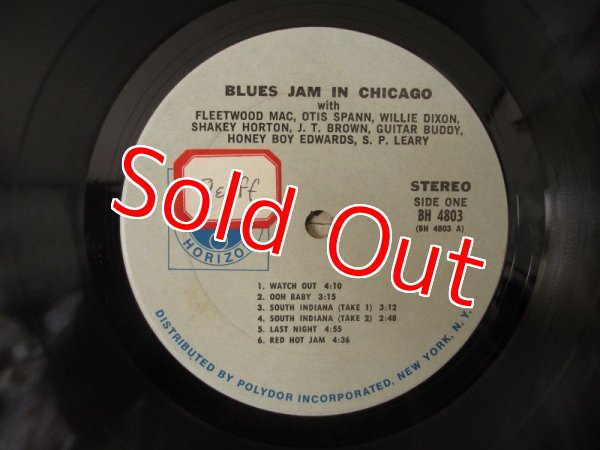 BLUES JAM IN CHICAGO
with
FLEETWOOD MAC, OTIS SPANN, WILLIE DIXON,
SHAKEY HORTON, J. T. BROWN, GUITAR BUDDY,
HONEY BOY EDWARDS, S. P. LEARY
STEREO
SIDE ONE
BH 4803
(BH 4803 A)
Sold Out
HORIZO
1. WATCH OUT 4:10
2. OOH BABY 3:15
3. SOUTH INDIANA (TAKE 1) 3:12
4. SOUTH INDIANA (TAKE 2) 2:48
5. LAST NIGHT 4:55
6. RED HOT JAM 4:36
DISTRIBUTED BY POLYDOR INCORPORATED, NEW YORK, N. Y.